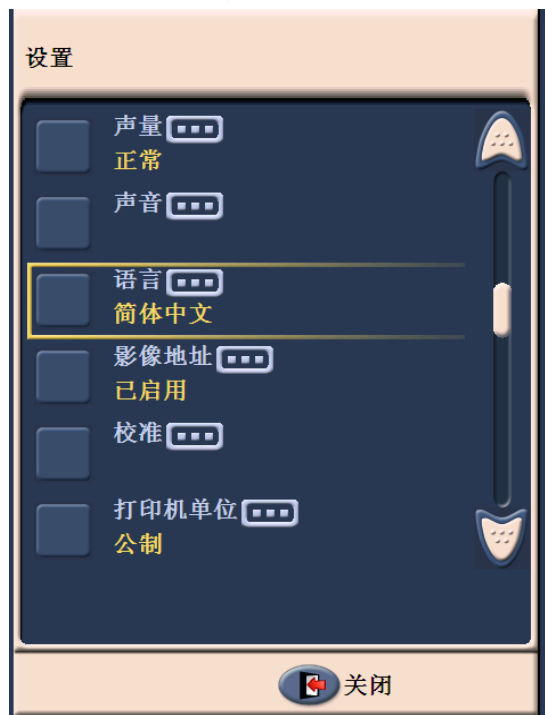 设置
声量
正常
声音
语言
简体中文
影像地址
已启用
校准
打印机单位
公制
关闭